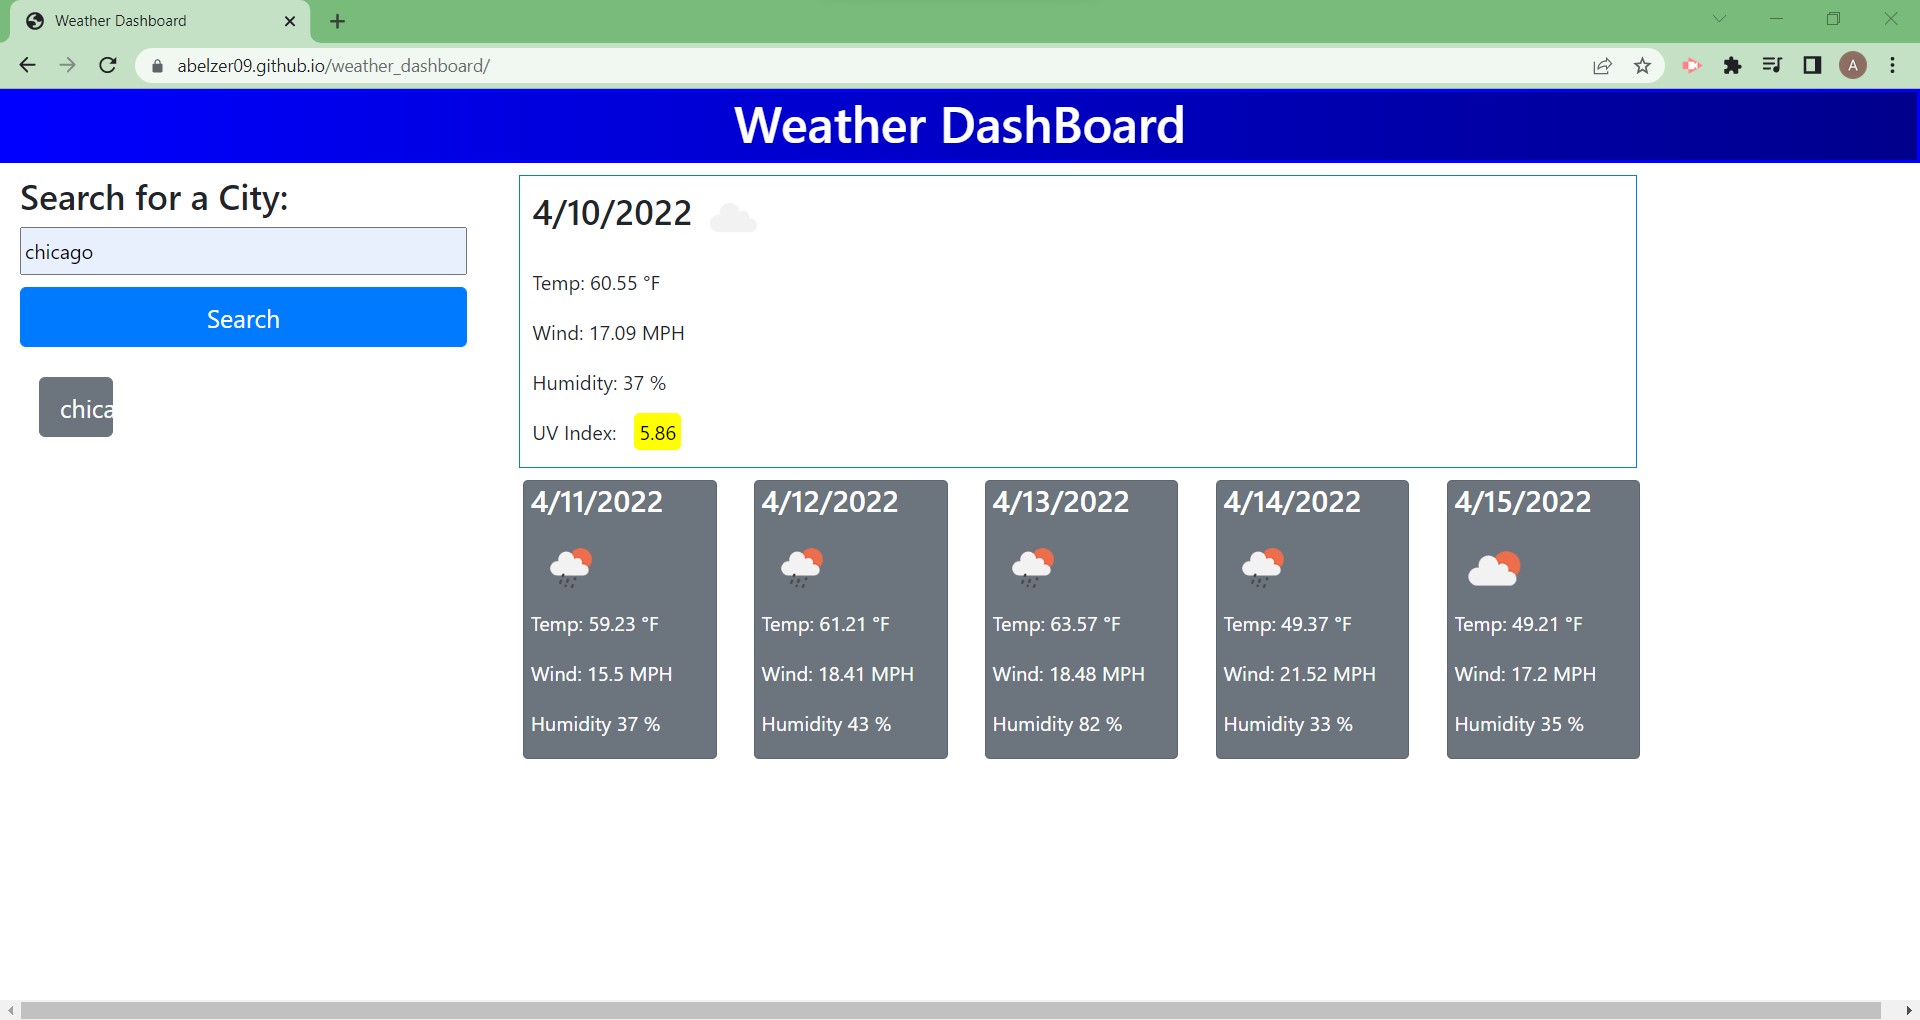 Weather Dashboard
abelzer09.github.io/weather_dashboard/
A
Weather DashBoard
Search for a City:
chicago
Search
chica
4/10/2022
Temp: 60.55 °F
Wind: 17.09 MPH
Humidity: 37 %
UV Index: 5.86
4/11/2022
Temp: 59.23 °F
Wind: 15.5 MPH
Humidity 37 %
4/12/2022
Temp: 61.21 °F
Wind: 18.41 MPH
Humidity 43 %
4/13/2022
Temp: 63.57 °F
Wind: 18.48 MPH
Humidity 82 %
4/14/2022
Temp: 49.37 °F
Wind: 21.52 MPH
Humidity 33 %
4/15/2022
Temp: 49.21 °F
Wind: 17.2 MPH
Humidity 35 %